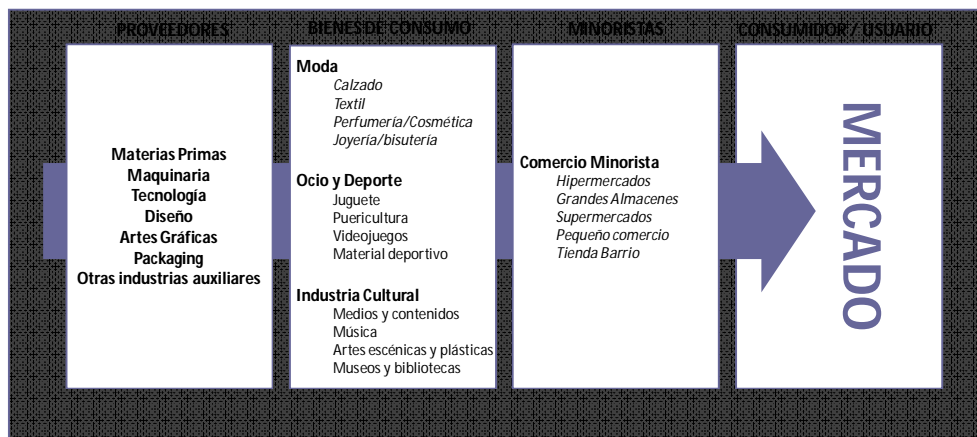 PROVEEDORES
Materias Primas
Maquinaria
Tecnología
Diseño
Artes Gráficas
Packaging
Otras industrias auxiliares
BIENES DE CONSUMO
Moda
Calzado
Textil
Perfumería/Cosmética
Joyería/bisutería
Ocio y Deporte
Juguete
Puericultura
Videojuegos
Material deportivo
Industria Cultural
Medios y contenidos
Música
Artes escénicas y plásticas
Museos y bibliotecas
MINORISTAS
Comercio Minorista
Hipermercados
Grandes Almacenes
Supermercados
Pequeño comercio
Tienda Barrio
CONSUMIDOR / USUARIO
MERCADO